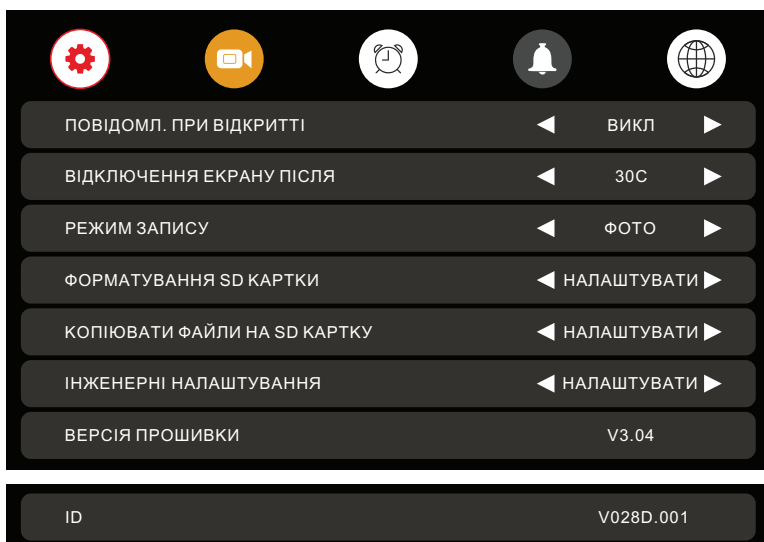 ПОВІДОМЛ. ПРИ ВІДКРИТТІ ВИКЛ
ВІДКЛЮЧЕННЯ ЕКРАНУ ПІСЛЯ 30С
РЕЖИМ ЗАПИСУ ФОТО
ФОРМАТУВАННЯ SD КАРТКИ НАЛАШТУВАТИ
КОПІЮВАТИ ФАЙЛИ НА SD КАРТКУ НАЛАШТУВАТИ
ІНЖЕНЕРНІ НАЛАШТУВАННЯ НАЛАШТУВАТИ
ВЕРСІЯ ПРОШИВКИ V3.04
ID V028D.001